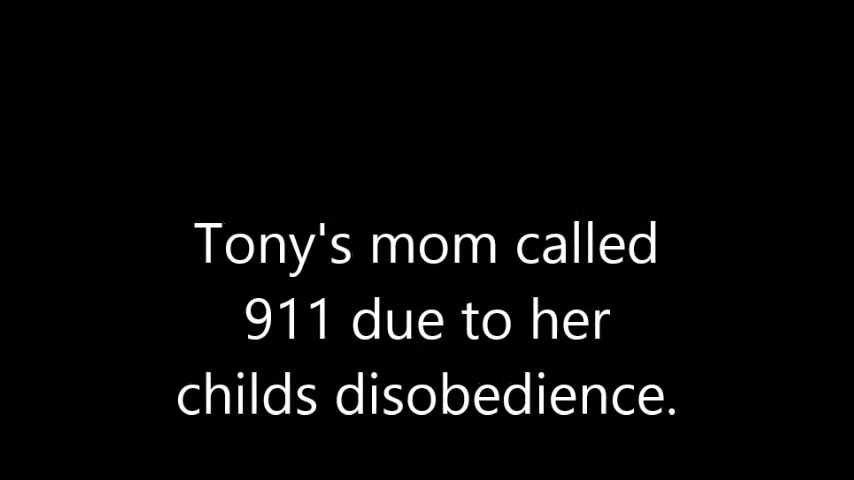 Tony's mom called
911 due to her
childs disobedience.